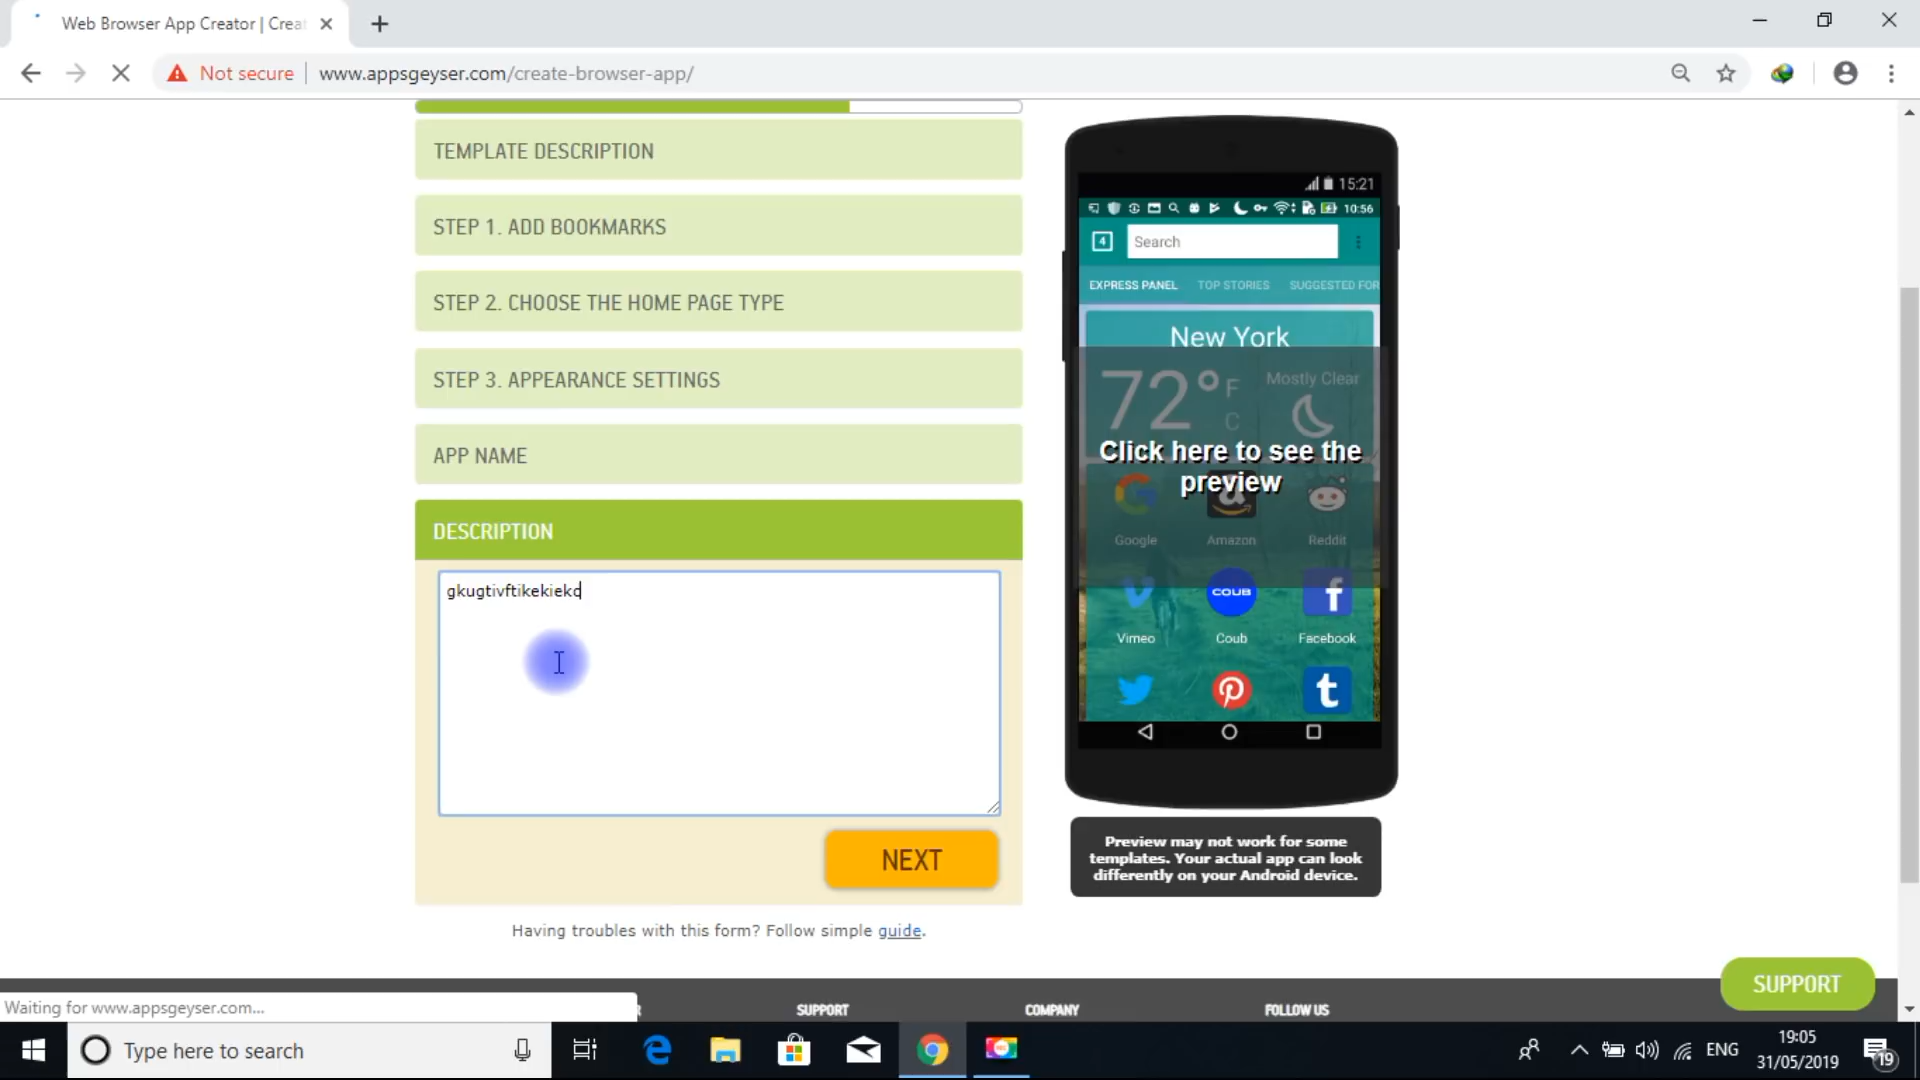 Web Browser App Creator | Crea
Not secure
www.appsgeyser.com/create-browser-app/
TEMPLATE DESCRIPTION
STEP 1. ADD BOOKMARKS
STEP 2. CHOOSE THE HOME PAGE TYPE
STEP 3. APPEARANCE SETTINGS
APP NAME
DESCRIPTION
gkugtivftikekiekc
NEXT
Having troubles with this form? Follow simple guide.
15:21
10:56
4
Search
EXPRESS PANEL TOP STORIES SUGGESTED FOR
New York
72° F
C
Mostly Clear
Click here to see the
preview
Google Amazon Reddit
COUB
Vimeo Coub Facebook
Preview may not work for some
templates. Your actual app can look
differently on your Android device.
SUPPORT
Waiting for www.appsgeyser.com...
SUPPORT COMPANY FOLLOW US
Type here to search
ENG
19:05
31/05/2019
19